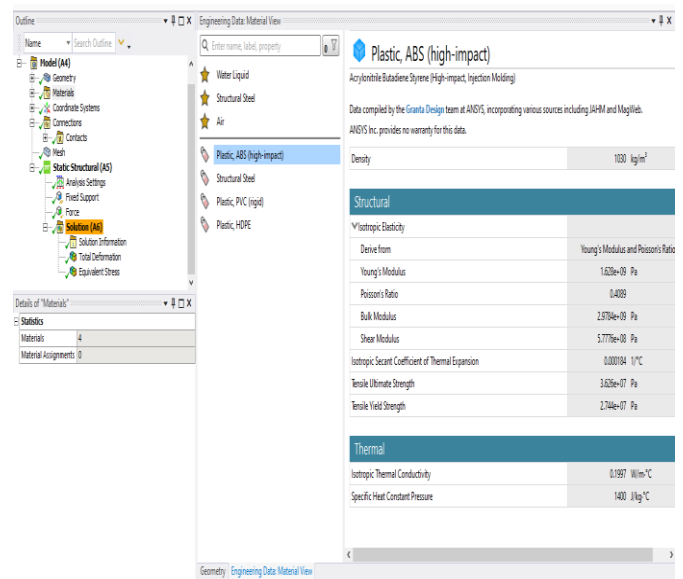 Outline
Name
Search Outline
Model (A4)
Geometry
Materials
Coordinate Systems
Connections
Contacts
Mesh
Static Structural (A5)
Analysis Settings
Fixed Support
Force
Solution (A6)
Solution Information
Total Deformation
Equivalent Stress
Details of "Materials"
Statistics
Materials 4
Material Assignments 0
Engineering Data: Material View
Enter name, label, property
0
Water Liquid
Structural Steel
Air
Plastic, ABS (high-impact)
Structural Steel
Plastic, PVC (rigid)
Plastic, HDPE
Plastic, ABS (high-impact)
Acrylonitrile Butadiene Styrene (High-impact, Injection Molding)
Data compiled by the Granta Design team at ANSYS, incorporating various sources including JAHM and MagWeb.
ANSYS Inc. provides no warranty for this data.
Density 1030 kg/m³
Structural
Isotropic Elasticity
Derive from Young's Modulus and Poisson's Ratio
Young's Modulus 1.628e+09 Pa
Poisson's Ratio 0.4089
Bulk Modulus 2.9784e+09 Pa
Shear Modulus 5.7776e+08 Pa
Isotropic Secant Coefficient of Thermal Expansion 0.000184 1/°C
Tensile Ultimate Strength 3.626e+07 Pa
Tensile Yield Strength 2.744e+07 Pa
Thermal
Isotropic Thermal Conductivity 0.1997 W/m·°C
Specific Heat Constant Pressure 1400 J/kg·°C
Geometry Engineering Data: Material View